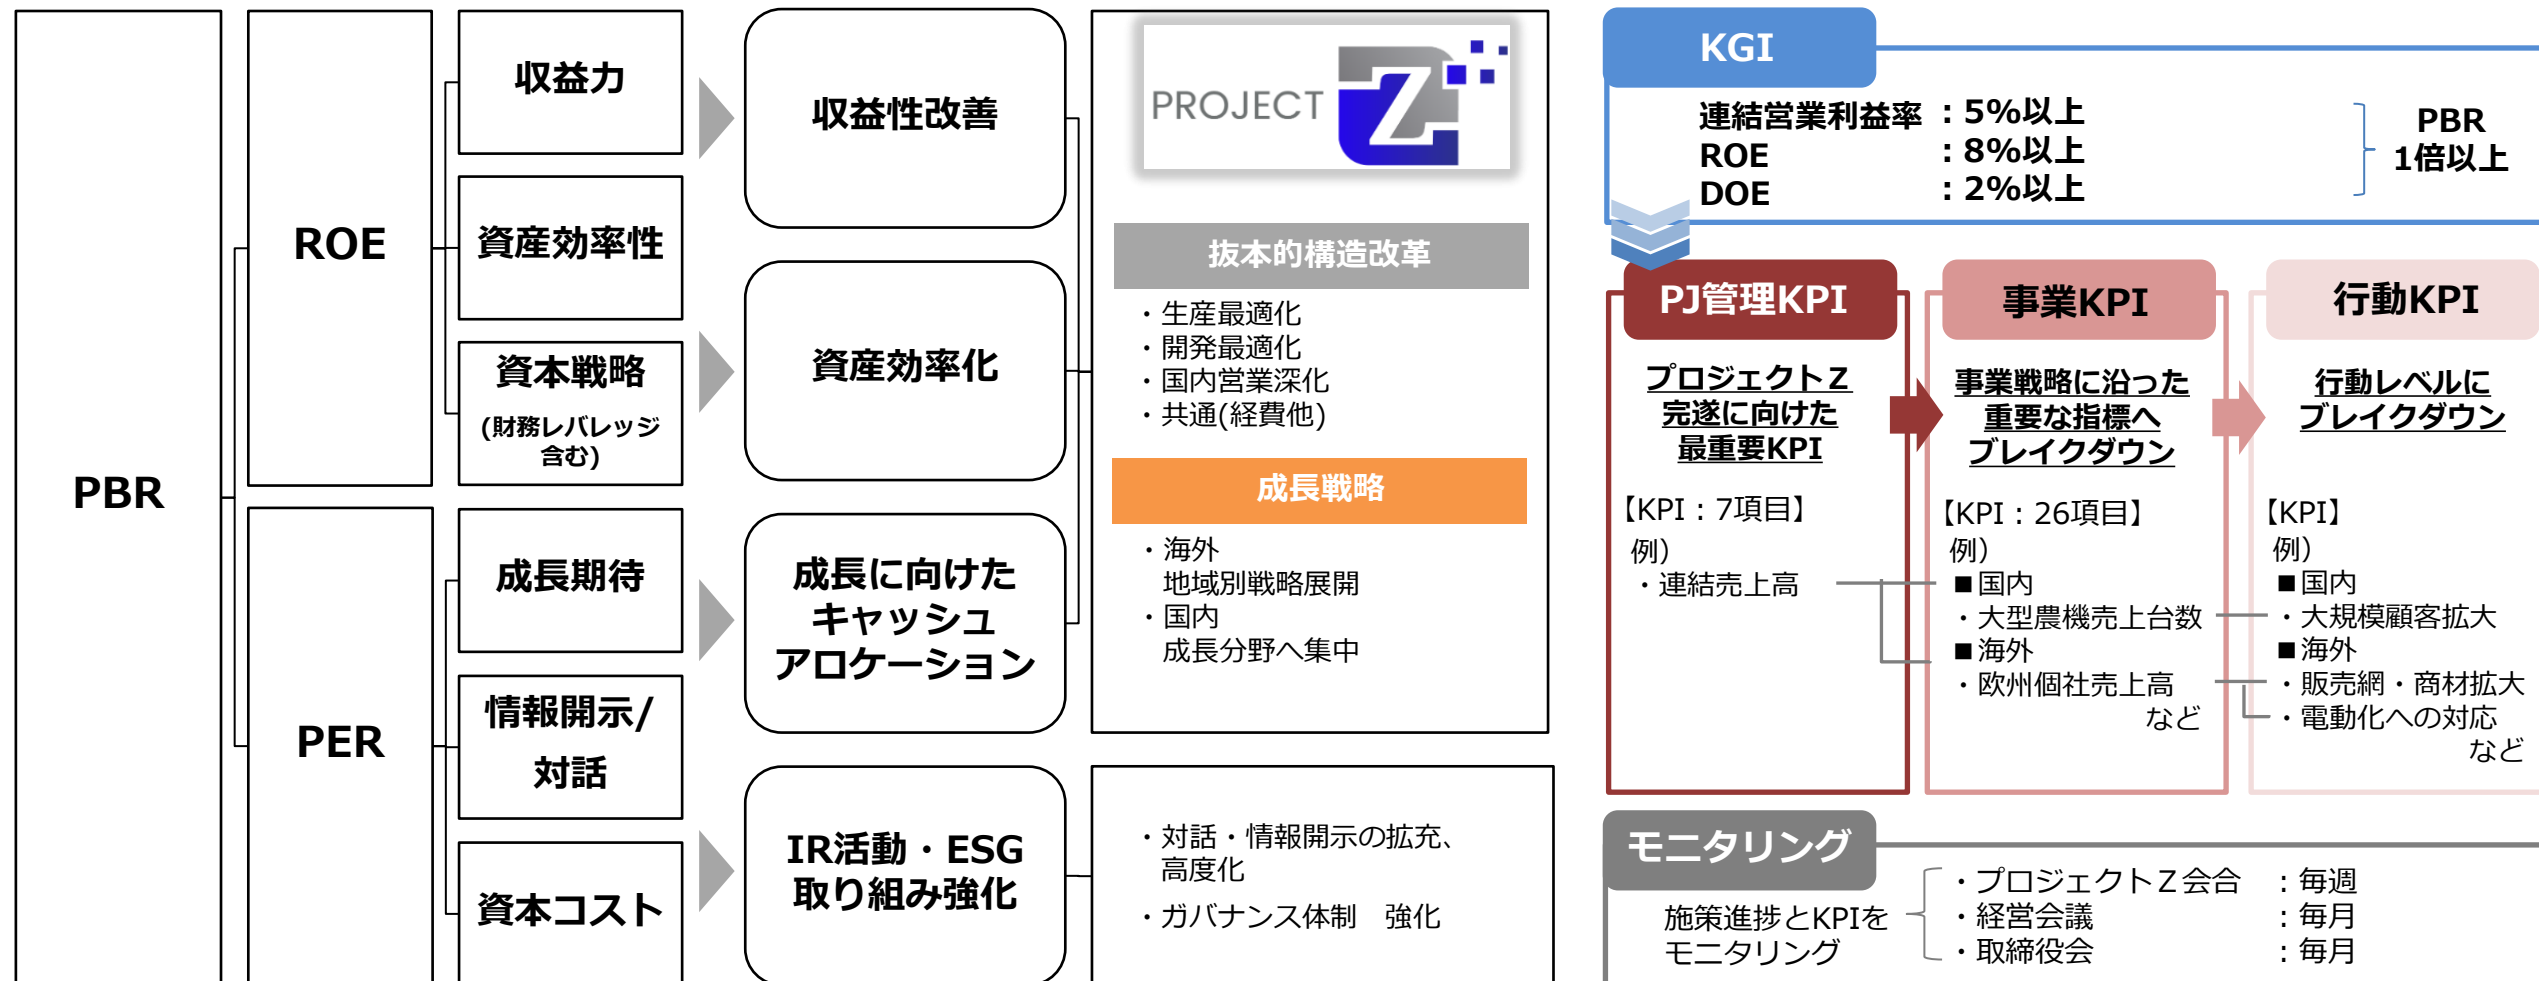 PBR
ROE
PER
収益力
資産効率性
資本戦略
(財務レバレッジ
含む)
成長期待
情報開示/
対話
資本コスト
収益性改善
資産効率化
成長に向けた
キャッシュ
アロケーション
IR活動・ESG
取り組み強化
PROJECT Z
抜本的構造改革
・生産最適化
・開発最適化
・国内営業深化
・共通(経費他)
成長戦略
・海外
地域別戦略展開
・国内
成長分野へ集中
・対話・情報開示の拡充、
高度化
・ガバナンス体制　強化
KGI
連結営業利益率 : 5%以上
ROE : 8%以上
DOE : 2%以上
PBR
1倍以上
PJ管理KPI
プロジェクトZ
完遂に向けた
最重要KPI
【KPI：7項目】
例）
・連結売上高
事業KPI
事業戦略に沿った
重要な指標へ
ブレイクダウン
【KPI：26項目】
例）
■国内
・大型農機売上台数
■海外
・欧州個社売上高
など
行動KPI
行動レベルに
ブレイクダウン
【KPI】
例）
■国内
・大規模顧客拡大
■海外
・販売網・商材拡大
・電動化への対応
など
モニタリング
施策進捗とKPIを
モニタリング
・プロジェクトZ会合 : 毎週
・経営会議 : 毎月
・取締役会 : 毎月